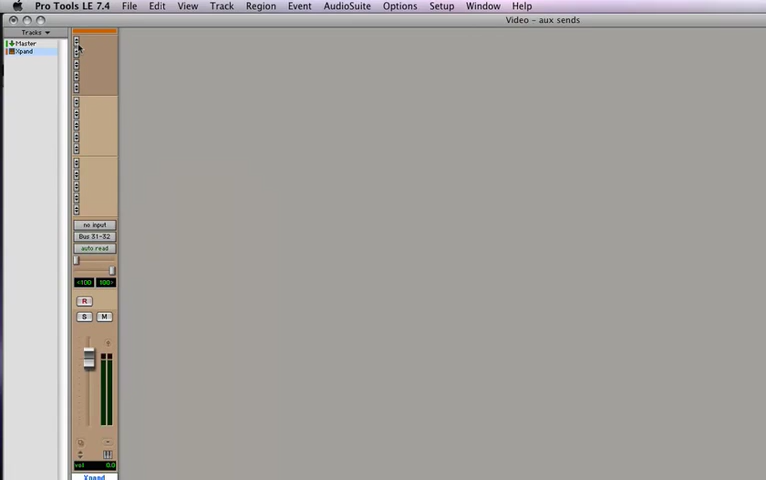 Pro Tools LE 7.4 File Edit View Track Region Event AudioSuite Options Setup Window Help
Video - aux sends
Tracks
Master
Xpand
no input
Bus 31-32
auto read
<100 100>
R
S M
vol 0.0
Xpand